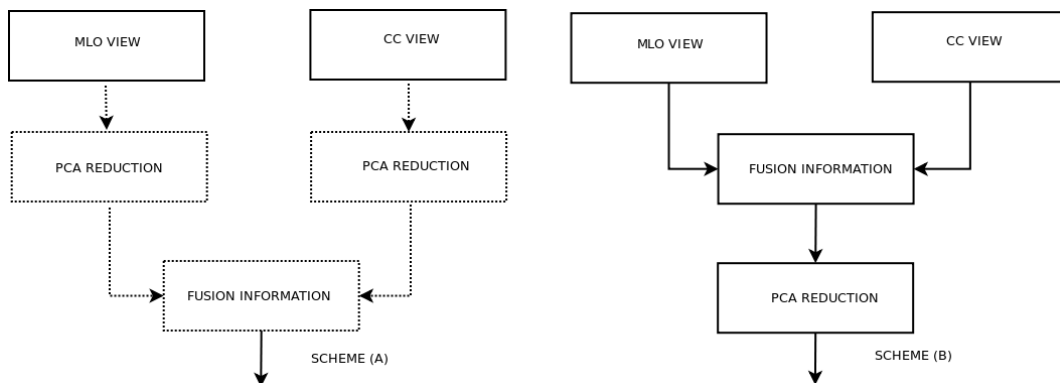 MLO VIEW
CC VIEW
PCA REDUCTION
PCA REDUCTION
FUSION INFORMATION
SCHEME (A)
MLO VIEW
CC VIEW
FUSION INFORMATION
PCA REDUCTION
SCHEME (B)